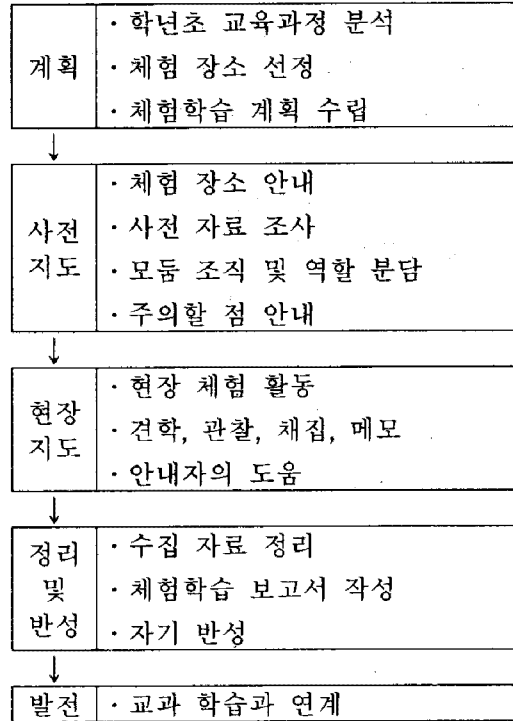 계획
· 학년초 교육과정 분석
· 체험 장소 선정
· 체험학습 계획 수립
↓
사전
지도
· 체험 장소 안내
· 사전 자료 조사
· 모둠 조직 및 역할 분담
· 주의할 점 안내
↓
현장
지도
· 현장 체험 활동
· 견학, 관찰, 채집, 메모
· 안내자의 도움
↓
정리
및
반성
· 수집 자료 정리
· 체험학습 보고서 작성
· 자기 반성
↓
발전
· 교과 학습과 연계